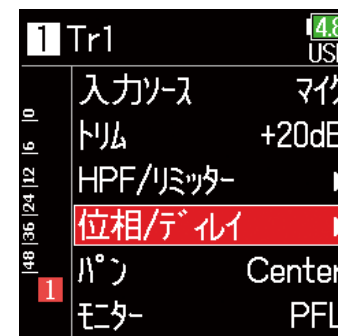 1 Tr1 4.8
USB
入力ソース マイク
トリム +20dB
HPF/リミッター
位相/ディレイ
パン Center
モニター PFL
48 36 24 12 6 0
1